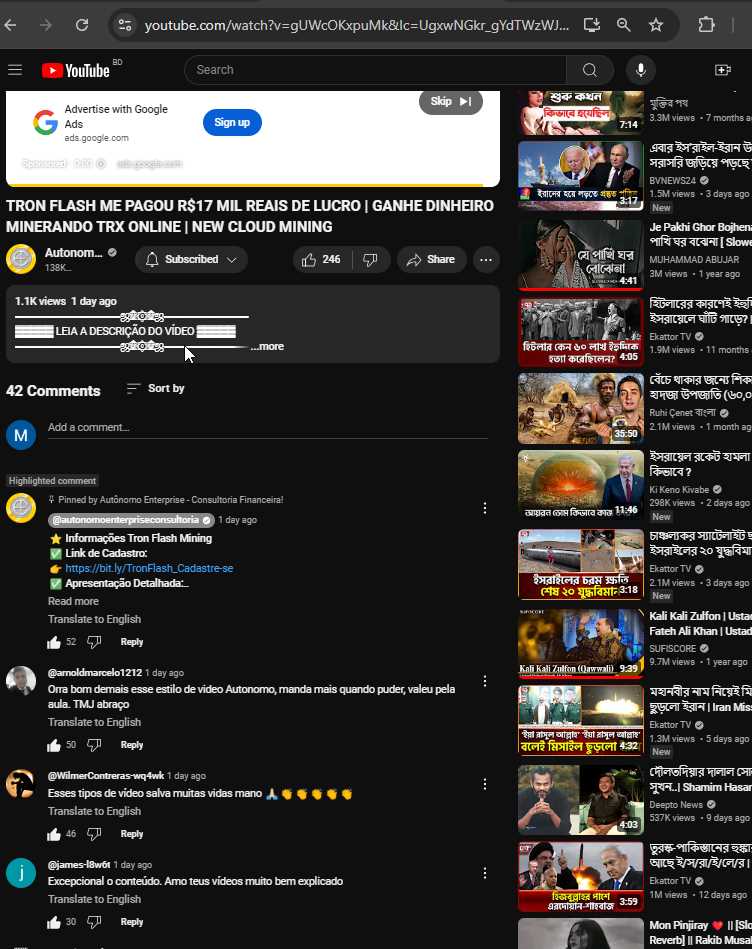 youtube.com/watch?v=gUWcOKxpuMk&lc=UgxwNGkr_gYdTWzWJ...
YouTube BD
Search
Advertise with Google
Ads
ads.google.com
Sign up
Skip
Sponsored
0:10
ads.google.com
TRON FLASH ME PAGOU R$17 MIL REAIS DE LUCRO | GANHE DINHEIRO
MINERANDO TRX ONLINE | NEW CLOUD MINING
Autonom...
138K...
Subscribed
246
Share
1.1K views 1 day ago
LEIA A DESCRIÇÃO DO VÍDEO
...more
42 Comments
Sort by
M
Add a comment...
Highlighted comment
Pinned by Autônomo Enterprise - Consultoria Financeira!
@autonomoenterpriseconsultoria
1 day ago
⭐ Informações Tron Flash Mining
✅ Link de Cadastro:
👉 https://bit.ly/TronFlash_Cadastre-se
✅ Apresentação Detalhada:..
Read more
Translate to English
52
Reply
@arnoldmarcelo1212 1 day ago
Orra bom demais esse estilo de video Autonomo, manda mais quando puder, valeu pela
aula. TMJ abraço
Translate to English
50
Reply
@WilmerContreras-wq4wk 1 day ago
Esses tipos de vídeo salva muitas vidas mano 🙏👏👏👏👏👏
Translate to English
46
Reply
j
@james-l8w6t 1 day ago
Excepcional o conteúdo. Amo teus vídeos muito bem explicado
Translate to English
30
Reply
শুরু কখন
কিভাবে হয়েছিল
7:14
মুক্তির পথ
3.3M views • 7 months a
ইরানের হয়ে লড়তে প্রস্তুত পুতিন
3:17
এবার ইস'রাইল-ইরান উ
সরাসরি জড়িয়ে পড়ছে
BVNEWS24
1.5M views • 3 days ago
New
যে পাখি ঘর
বোঝেনা
4:41
Je Pakhi Ghor Bojhena
পাখি ঘর বঝেনা [ Slowe
MUHAMMAD ABUJAR
3M views • 1 year ago
হিটলার কেন ৬০ লাখ ইহুদিকে
হত্যা করেছিলেন?
4:05
হিটলারের কারণেই ইহুদি
ইসরায়েলে ঘাঁটি গাড়ে? |
Ekattor TV
1.9M views • 11 months
35:50
বেঁচে থাকার জন্যে শিকা
হাদজা উপজাতি (৬০,০
Ruhi Çenet বাংলা
2.1M views • 1 month ag
আয়রন ডোম কিভাবে কাজ
11:46
ইসরায়েল রকেট হামলা
কিভাবে ?
Ki Keno Kivabe
298K views • 2 days ago
New
ইসরাইলের চরম ক্ষতি
শেষ ২০ যুদ্ধবিমান
3:18
চাঞ্চল্যকর স্যাটেলাইট ছ
ইসরাইলের ২০ যুদ্ধবিমা
Ekattor TV
2.1M views • 3 days ago
New
SUFISCORE
Kali Kali Zulfon (Qawwali)
9:39
Kali Kali Zulfon | Ustad
Fateh Ali Khan | Ustad
SUFISCORE
9.7M views • 1 year ago
'ইয়া রাসুল আল্লাহ' 'ইয়া রাসুল আল্লাহ'
বলেই মিসাইল ছুড়লো
4:32
মহানবীর নাম নিয়েই মি
ছুড়লো ইরান | Iran Miss
Ekattor TV
1.3M views • 5 days ago
New
4:03
দৌলতদিয়ার দালাল সো
সুখন..| Shamim Hasan
Deepto News
537K views • 9 days ago
হিজবুল্লাহর পাশে
এরদোয়ান-শাহবাজ
3:59
তুরস্ক-পাকিস্তানের হুঙ্কার
আছে ই/স/রা/ই/লে/র |
Ekattor TV
1M views • 12 days ago
Mon Pinjiray ❤️ || [Slo
Reverb] || Rakib Musa